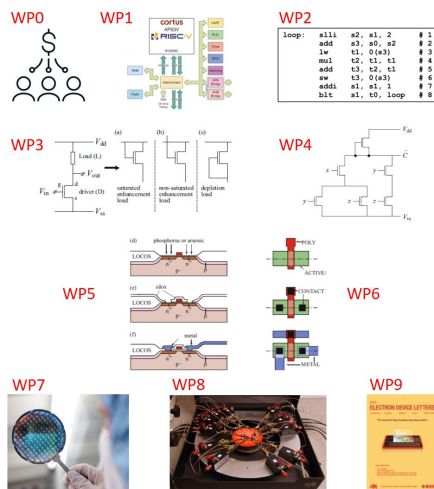 WP0
WP1
WP2
cortus
APS3V
RISC-V
loop: slli s2, s1, 2 # 1
add s3, s0, s2 # 2
lw t1, 0(s3) # 3
mul t2, t1, t1 # 4
add t3, t2, t1 # 5
sw t3, 0(s3) # 6
addi s1, s1, 1 # 7
blt s1, t0, loop # 8
WP3
Vdd
Load (L)
Vout
Vin
g
d
s
driver (D)
Vss
(a)
(b)
(c)
saturated enhancement load
non-saturated enhancement load
depletion load
WP4
Vdd
C
x
y
y
z
z
Vss
WP5
(d)
phosphorus or arsenic
LOCOS
n
n
P-
P
(e)
silox
LOCOS
(f)
metal
LOCOS
WP6
POLY
ACTIVE
CONTACT
METAL
WP7
WP8
WP9
ELECTRON DEVICE LETTERS
IEEE